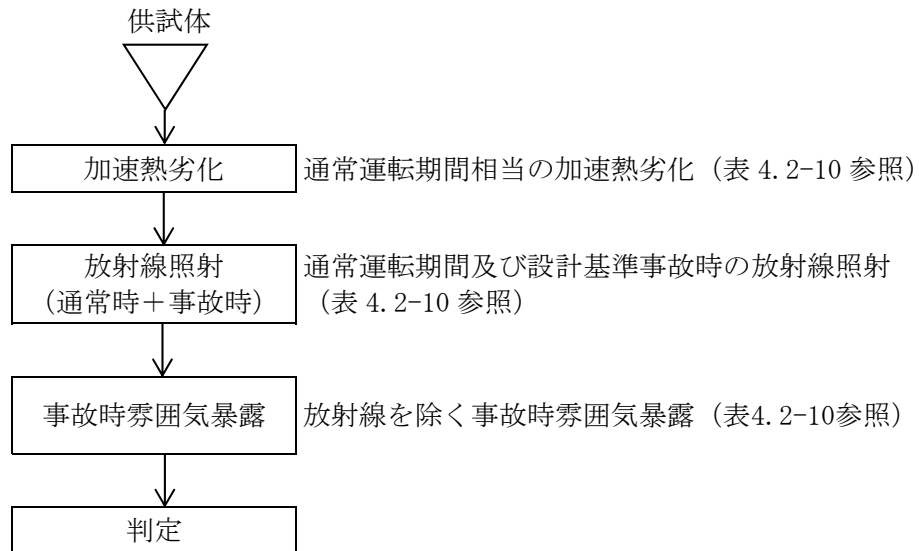 供試体
加速熱劣化
通常運転期間相当の加速熱劣化（表 4.2-10 参照）
放射線照射
（通常時＋事故時）
通常運転期間及び設計基準事故時の放射線照射
（表 4.2-10 参照）
事故時雰囲気暴露
放射線を除く事故時雰囲気暴露（表4.2-10参照）
判定